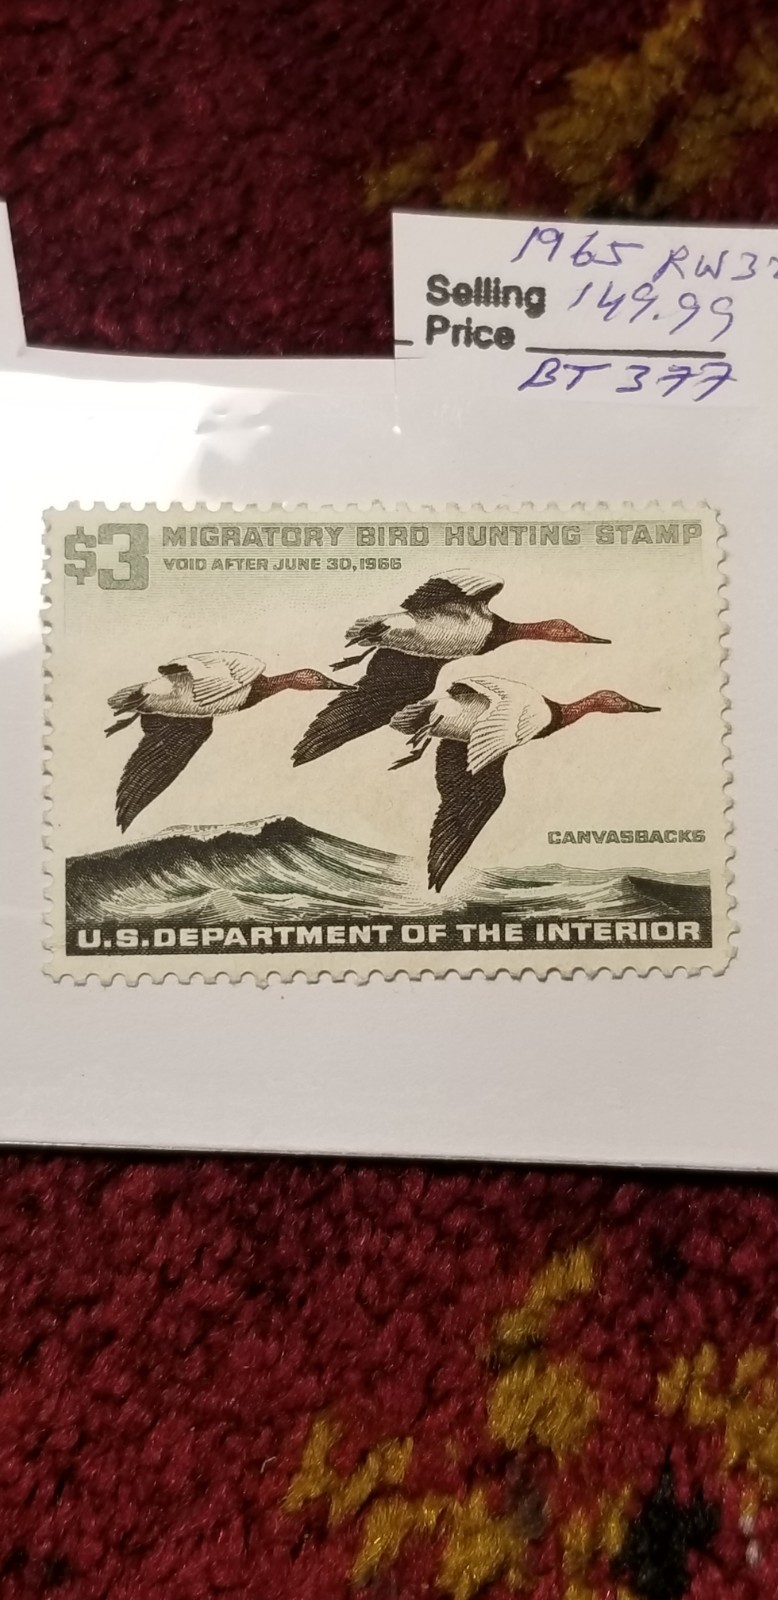 1965 RW32
Selling 149.99
Price
BT 377
$3 MIGRATORY BIRD HUNTING STAMP
VOID AFTER JUNE 30, 1966
CANVASBACKS
U.S. DEPARTMENT OF THE INTERIOR